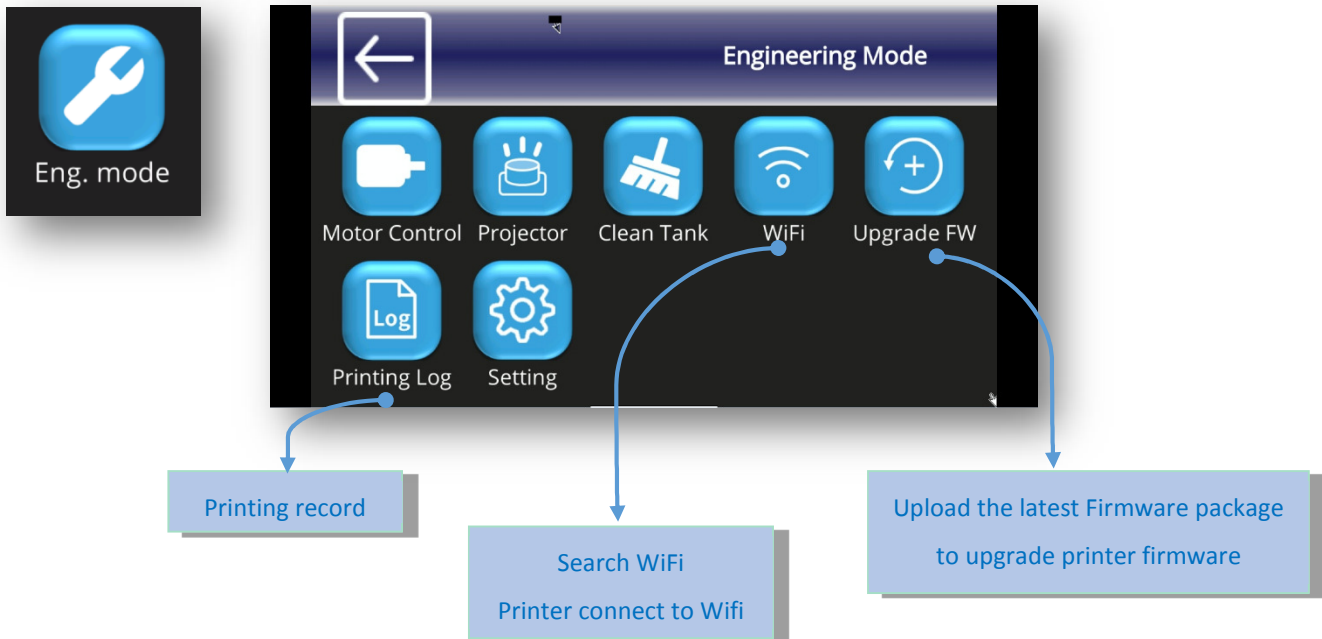 Eng. mode
Engineering Mode
Motor Control
Projector
Clean Tank
WiFi
Upgrade FW
Log
Printing Log
Setting
Printing record
Search WiFi
Printer connect to Wifi
Upload the latest Firmware package
to upgrade printer firmware